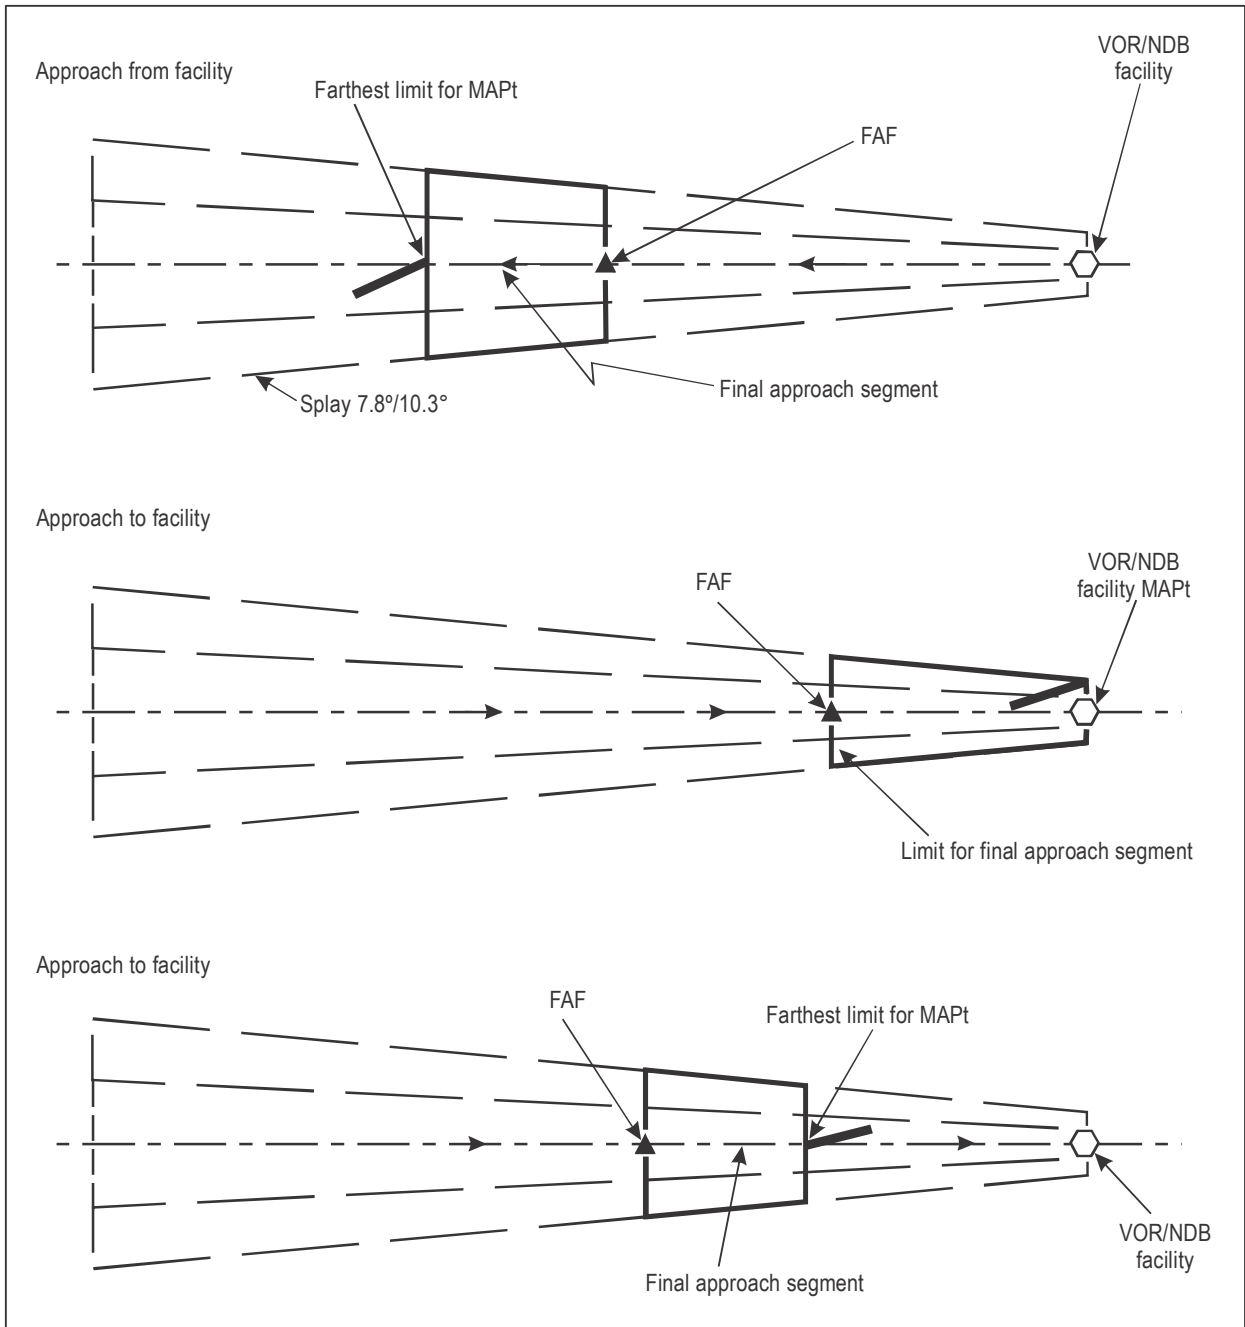 Approach from facility
VOR/NDB
facility
Farthest limit for MAPt
FAF
Final approach segment
Splay 7.8º/10.3°
Approach to facility
VOR/NDB
facility MAPt
FAF
Limit for final approach segment
Approach to facility
FAF
Farthest limit for MAPt
VOR/NDB
facility
Final approach segment